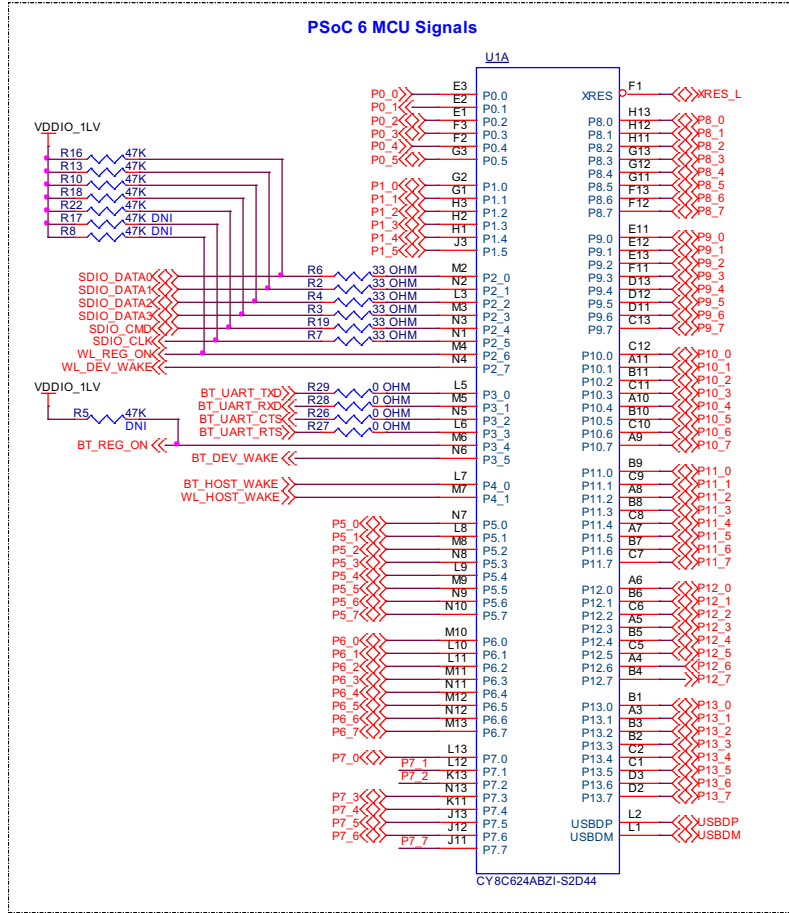 PSoC 6 MCU Signals
U1A
P0_0 E3 P0.0
P0_1 E2 P0.1
P0_2 E1 P0.2
P0_3 F3 P0.3
P0_4 F2 P0.4
P0_5 G3 P0.5
P1_0 G2 P1.0
P1_1 G1 P1.1
P1_2 H3 P1.2
P1_3 H2 P1.3
P1_4 H1 P1.4
P1_5 J3 P1.5
VDDIO_1LV
R16 47K
R13 47K
R10 47K
R18 47K
R22 47K
R17 47K DNI
R8 47K DNI
SDIO_DATA0 R6 33 OHM M2 P2_0
SDIO_DATA1 R2 33 OHM N2 P2_1
SDIO_DATA2 R4 33 OHM L3 P2_2
SDIO_DATA3 R3 33 OHM M3 P2_3
SDIO_CMD R19 33 OHM N3 P2_4
SDIO_CLK R7 33 OHM N1 P2_5
WL_REG_ON M4 P2_6
WL_DEV_WAKE N4 P2_7
VDDIO_1LV
R5 47K
DNI
BT_UART_TXD R29 0 OHM L5 P3_0
BT_UART_RXD R28 0 OHM M5 P3_1
BT_UART_CTS R26 0 OHM N5 P3_2
BT_UART_RTS R27 0 OHM L6 P3_3
BT_REG_ON M6 P3_4
BT_DEV_WAKE N6 P3_5
BT_HOST_WAKE L7 P4_0
WL_HOST_WAKE M7 P4_1
P5_0 N7 P5.0
P5_1 L8 P5.1
P5_2 M8 P5.2
P5_3 N8 P5.3
P5_4 L9 P5.4
P5_5 M9 P5.5
P5_6 N9 P5.6
P5_7 N10 P5.7
P6_0 M10 P6.0
P6_1 L10 P6.1
P6_2 L11 P6.2
P6_3 M11 P6.3
P6_4 N11 P6.4
P6_5 M12 P6.5
P6_6 N12 P6.6
P6_7 M13 P6.7
P7_0 L13 P7.0
P7_1 L12 P7.1
P7_2 K13 P7.2
P7_3 N13 P7.3
P7_4 K11 P7.4
P7_5 J13 P7.5
P7_6 J12 P7.6
P7_7 J11 P7.7
XRES F1 XRES_L
P8.0 H13 P8_0
P8.1 H12 P8_1
P8.2 H11 P8_2
P8.3 G13 P8_3
P8.4 G12 P8_4
P8.5 G11 P8_5
P8.6 F13 P8_6
P8.7 F12 P8_7
P9.0 E11 P9_0
P9.1 E12 P9_1
P9.2 E13 P9_2
P9.3 F11 P9_3
P9.4 D13 P9_4
P9.5 D12 P9_5
P9.6 D11 P9_6
P9.7 C13 P9_7
P10.0 C12 P10_0
P10.1 A11 P10_1
P10.2 B11 P10_2
P10.3 C11 P10_3
P10.4 A10 P10_4
P10.5 B10 P10_5
P10.6 C10 P10_6
P10.7 A9 P10_7
P11.0 B9 P11_0
P11.1 C9 P11_1
P11.2 A8 P11_2
P11.3 B8 P11_3
P11.4 C8 P11_4
P11.5 A7 P11_5
P11.6 B7 P11_6
P11.7 C7 P11_7
P12.0 A6 P12_0
P12.1 B6 P12_1
P12.2 C6 P12_2
P12.3 A5 P12_3
P12.4 B5 P12_4
P12.5 C5 P12_5
P12.6 A4 P12_6
P12.7 B4 P12_7
P13.0 B1 P13_0
P13.1 A3 P13_1
P13.2 B3 P13_2
P13.3 B2 P13_3
P13.4 C2 P13_4
P13.5 C1 P13_5
P13.6 D3 P13_6
P13.7 D2 P13_7
USBDP L2 USBDP
USBDM L1 USBDM
CY8C624ABZI-S2D44